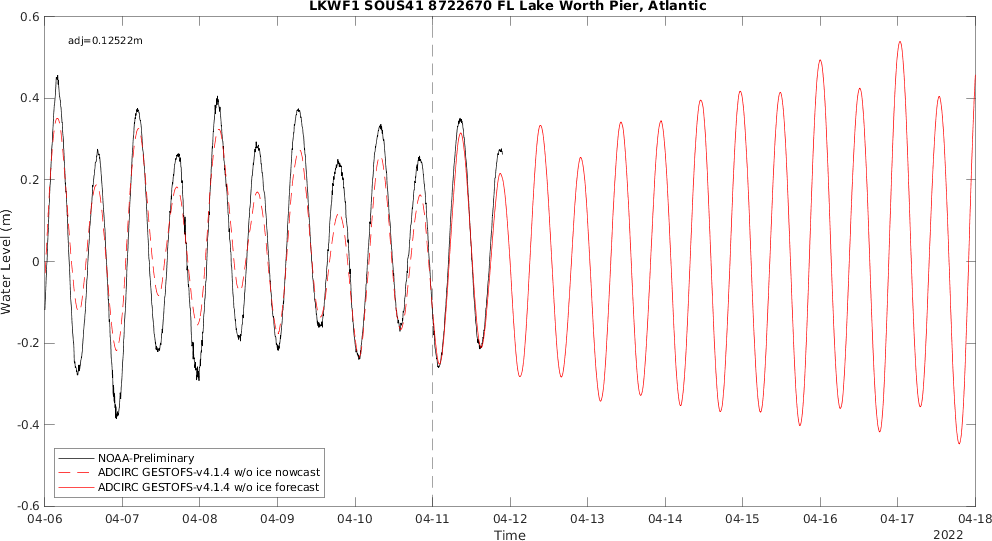 LKWF1 SOUS41 8722670 FL Lake Worth Pier, Atlantic
0.6
adj=0.12522m
0.4
0.2
0
-0.2
-0.4
-0.6
Water Level (m)
NOAA-Preliminary
ADCIRC GESTOFS-v4.1.4 w/o ice nowcast
ADCIRC GESTOFS-v4.1.4 w/o ice forecast
04-06 04-07 04-08 04-09 04-10 04-11 04-12 04-13 04-14 04-15 04-16 04-17 04-18
Time
2022